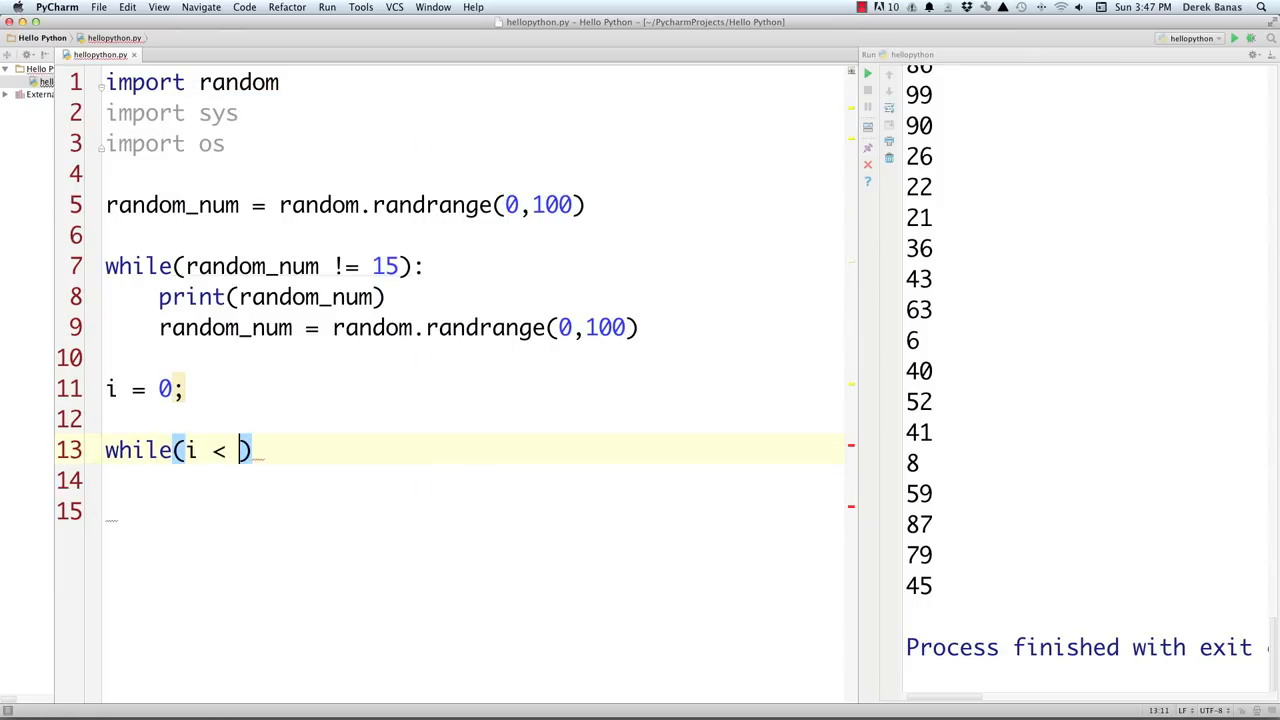 PyCharm File Edit View Navigate Code Refactor Run Tools VCS Window Help 10 Sun 3:47 PM Derek Banas
hellopython.py – Hello Python – [~/PycharmProjects/Hello Python]
Hello Python hellopython.py hellopython
hellopython.py Run hellopython
Hello P
hell
Externa
1 import random
2 import sys
3 import os
4
5 random_num = random.randrange(0,100)
6
7 while(random_num != 15):
8 print(random_num)
9 random_num = random.randrange(0,100)
10
11 i = 0;
12
13 while(i < )
14
15
86
99
90
26
22
21
36
43
63
6
40
52
41
8
59
87
79
45
Process finished with exit
13:11 LF UTF-8